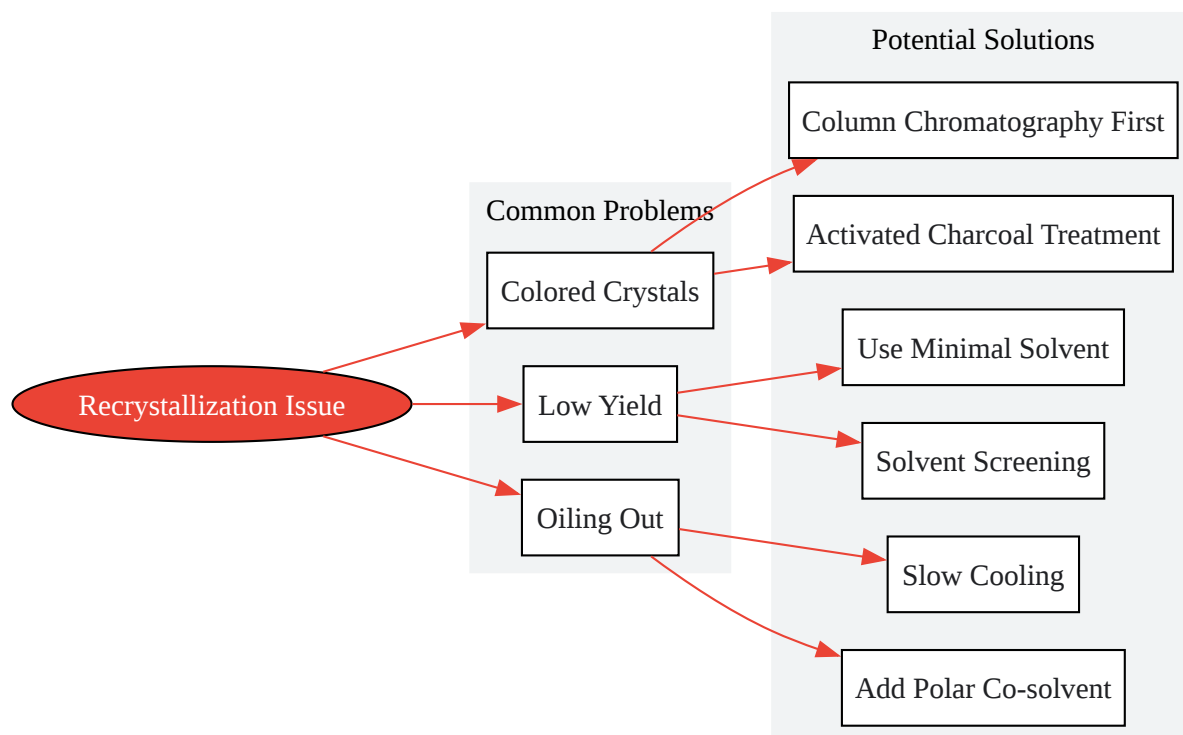 Recrystallization Issue
Common Problems
Colored Crystals
Low Yield
Oiling Out
Potential Solutions
Column Chromatography First
Activated Charcoal Treatment
Use Minimal Solvent
Solvent Screening
Slow Cooling
Add Polar Co-solvent